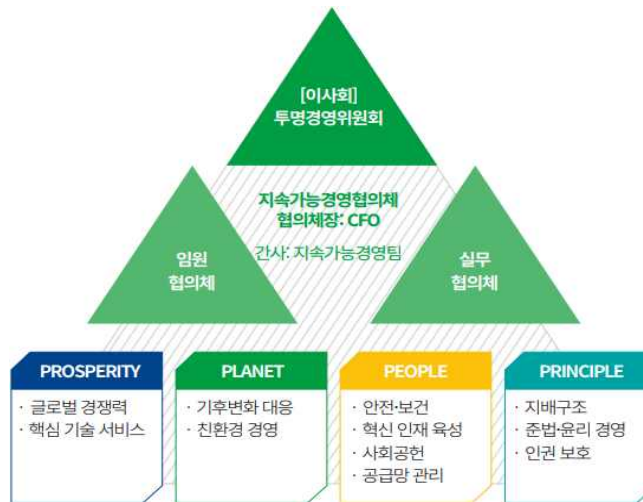 [이사회]
투명경영위원회
지속가능경영협의체
협의체장: CFO
간사: 지속가능경영팀
임원
협의체
실무
협의체
PROSPERITY
· 글로벌 경쟁력
· 핵심 기술 서비스
PLANET
· 기후변화 대응
· 친환경 경영
PEOPLE
· 안전·보건
· 혁신 인재 육성
· 사회공헌
· 공급망 관리
PRINCIPLE
· 지배구조
· 준법·윤리 경영
· 인권 보호